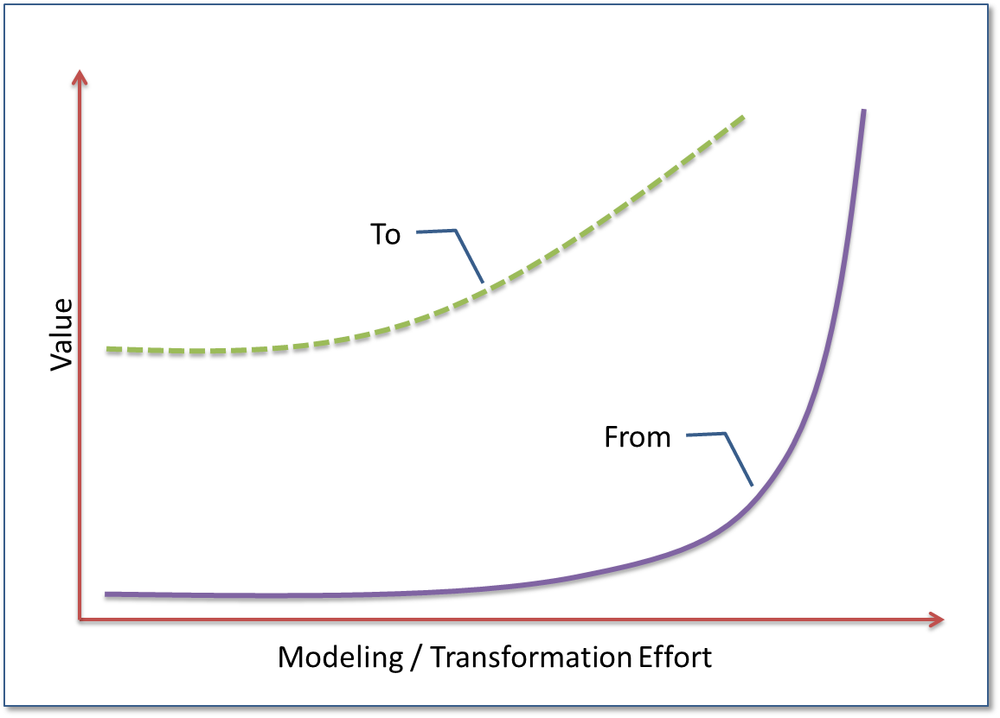 To
Value
From
Modeling / Transformation Effort